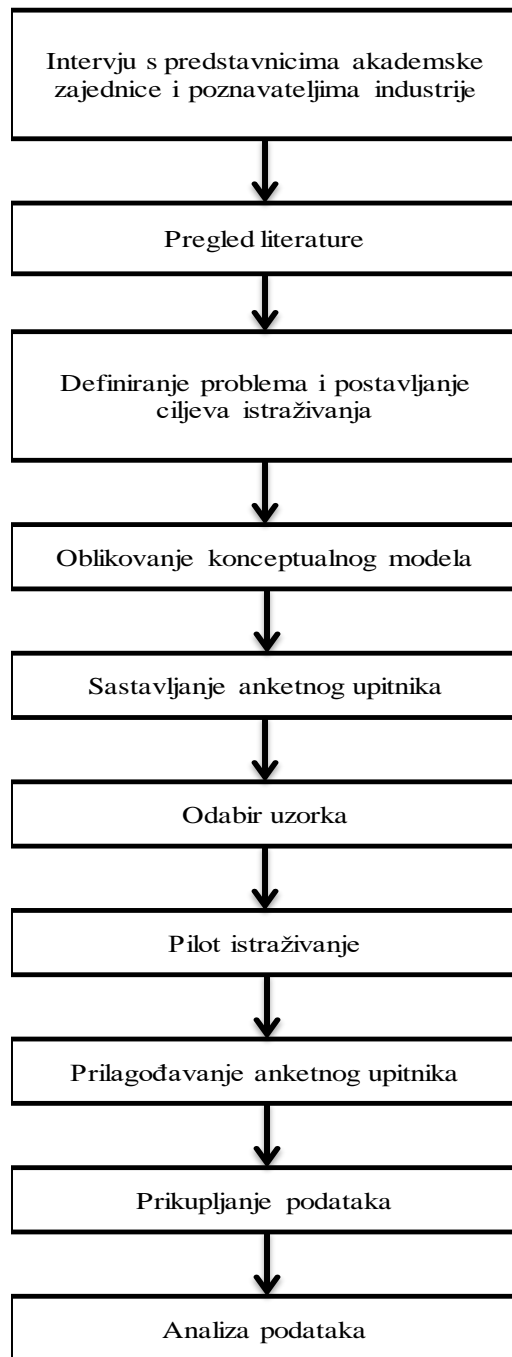 Intervju s predstavnicima akademske
zajednice i poznavateljima industrije
Pregled literature
Definiranje problema i postavljanje
ciljeva istraživanja
Oblikovanje konceptualnog modela
Sastavljanje anketnog upitnika
Odabir uzorka
Pilot istraživanje
Prilagođavanje anketnog upitnika
Prikupljanje podataka
Analiza podataka